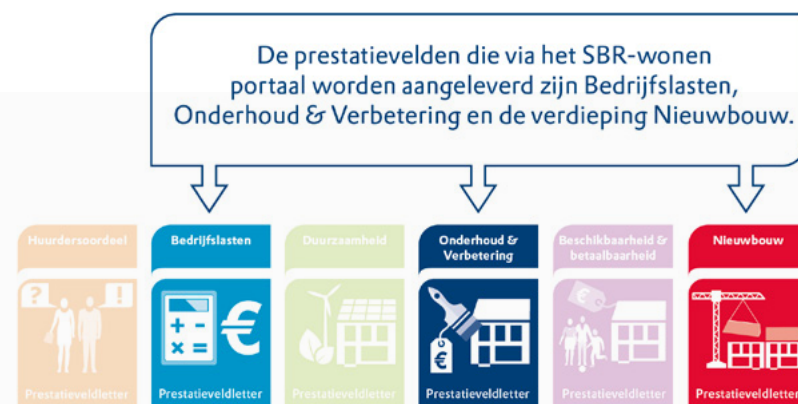 De prestatievelden die via het SBR-wonen
portaal worden aangeleverd zijn Bedrijfslasten,
Onderhoud & Verbetering en de verdieping Nieuwbouw.
Huurdersoordeel
Bedrijfslasten
Duurzaamheid
Onderhoud &
Verbetering
Beschikbaarheid &
betaalbaarheid
Nieuwbouw
? !
+ -
× =
€
€
€
Prestatieveldletter
Prestatieveldletter
Prestatieveldletter
Prestatieveldletter
Prestatieveldletter
Prestatieveldletter